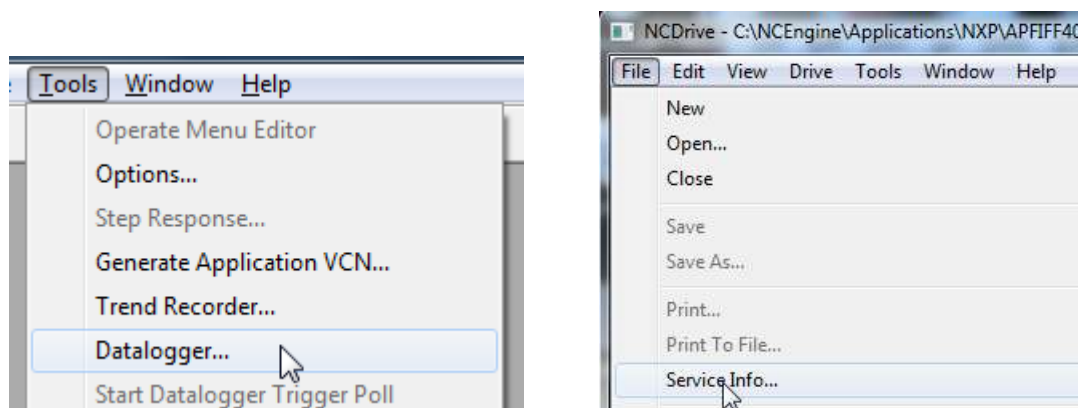 Tools Window Help
Operate Menu Editor
Options...
Step Response...
Generate Application VCN...
Trend Recorder...
Datalogger...
Start Datalogger Trigger Poll
NCDrive - C:\NCEngine\Applications\NXP\APFIFF40
File Edit View Drive Tools Window Help
New
Open...
Close
Save
Save As...
Print...
Print To File...
Service Info...